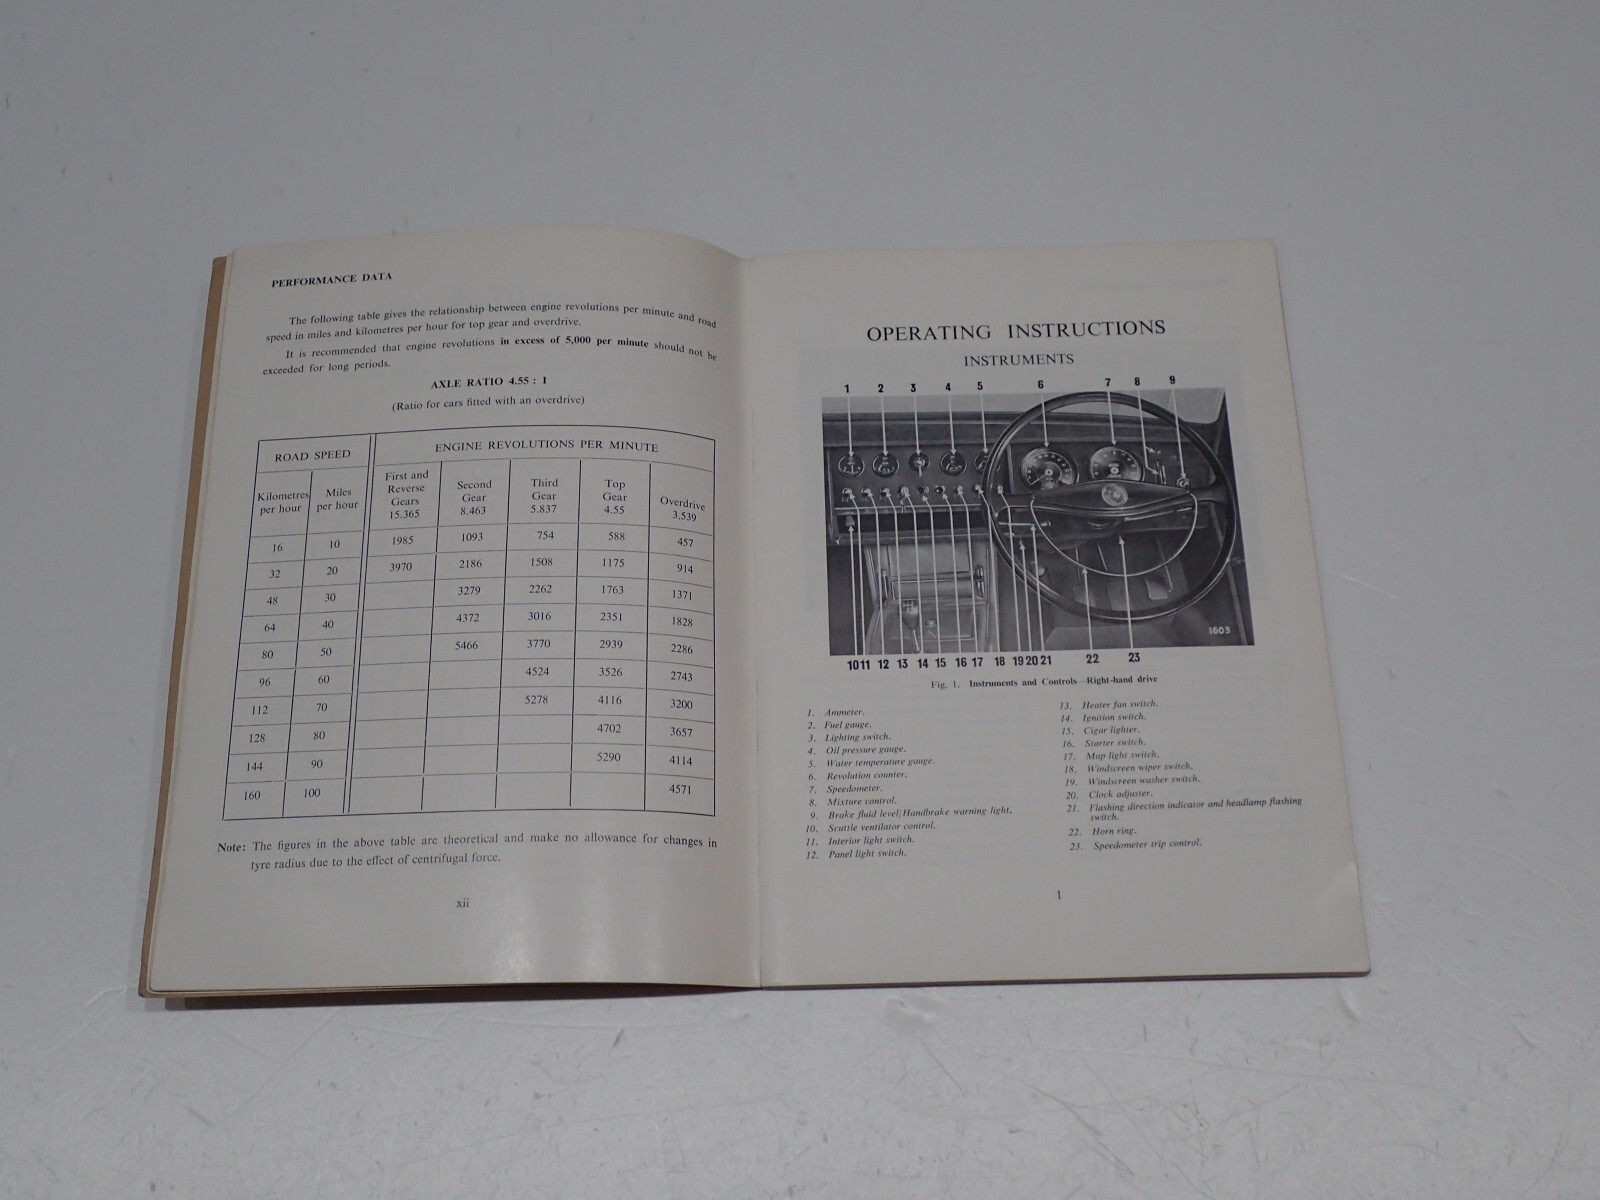 PERFORMANCE DATA
The following table gives the relationship between engine revolutions per minute and road
speed in miles and kilometres per hour for top gear and overdrive.
It is recommended that engine revolutions in excess of 5,000 per minute should not be
exceeded for long periods.
AXLE RATIO 4.55 : 1
(Ratio for cars fitted with an overdrive)
ROAD SPEED ENGINE REVOLUTIONS PER MINUTE
Kilometres per hour Miles per hour First and Reverse Gears 15.365 Second Gear 8.463 Third Gear 5.837 Top Gear 4.55 Overdrive 3.539
16 10 1985 1093 754 588 457
32 20 3970 2186 1508 1175 914
48 30 3279 2262 1763 1371
64 40 4372 3016 2351 1828
80 50 5466 3770 2939 2286
96 60 4524 3526 2743
112 70 5278 4116 3200
128 80 4702 3657
144 90 5290 4114
160 100 4571
Note: The figures in the above table are theoretical and make no allowance for changes in
tyre radius due to the effect of centrifugal force.
xii
OPERATING INSTRUCTIONS
INSTRUMENTS
1 2 3 4 5 6 7 8 9
1603
10 11 12 13 14 15 16 17 18 19 20 21 22 23
Fig. 1. Instruments and Controls—Right-hand drive
1. Ammeter.
2. Fuel gauge.
3. Lighting switch.
4. Oil pressure gauge.
5. Water temperature gauge.
6. Revolution counter.
7. Speedometer.
8. Mixture control.
9. Brake fluid level/Handbrake warning light.
10. Scuttle ventilator control.
11. Interior light switch.
12. Panel light switch.
13. Heater fan switch.
14. Ignition switch.
15. Cigar lighter.
16. Starter switch.
17. Map light switch.
18. Windscreen wiper switch.
19. Windscreen washer switch.
20. Clock adjuster.
21. Flashing direction indicator and headlamp flashing
switch.
22. Horn ring.
23. Speedometer trip control.
1